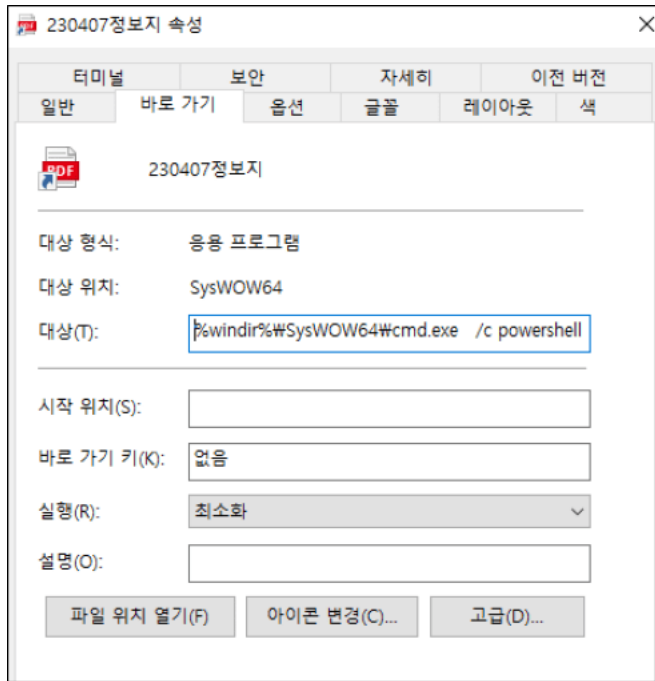 230407정보지 속성
터미널 보안 자세히 이전 버전
일반 바로 가기 옵션 글꼴 레이아웃 색
PDF 230407정보지
대상 형식: 응용 프로그램
대상 위치: SysWOW64
대상(T): %windir%₩SysWOW64₩cmd.exe /c powershell
시작 위치(S):
바로 가기 키(K): 없음
실행(R): 최소화
설명(O):
파일 위치 열기(F) 아이콘 변경(C)... 고급(D)...